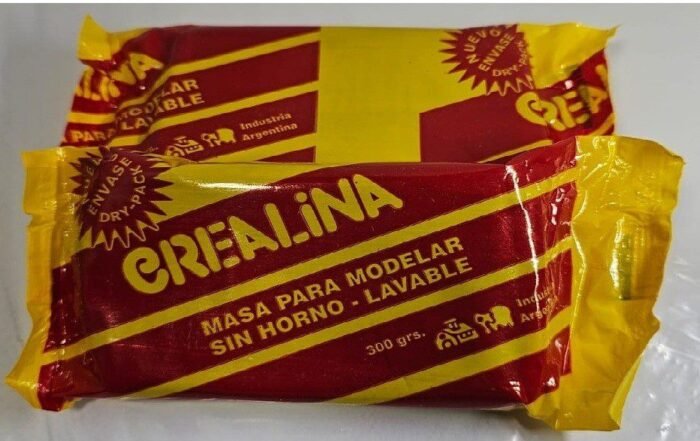 NUEVO
ENVASE
DRY-PACK
MODELAR
PARA LAVABLE
Industria
Argentina
ENVASE
DRY-PACK
CREALiNA
MASA PARA MODELAR
SIN HORNO - LAVABLE
300 grs.